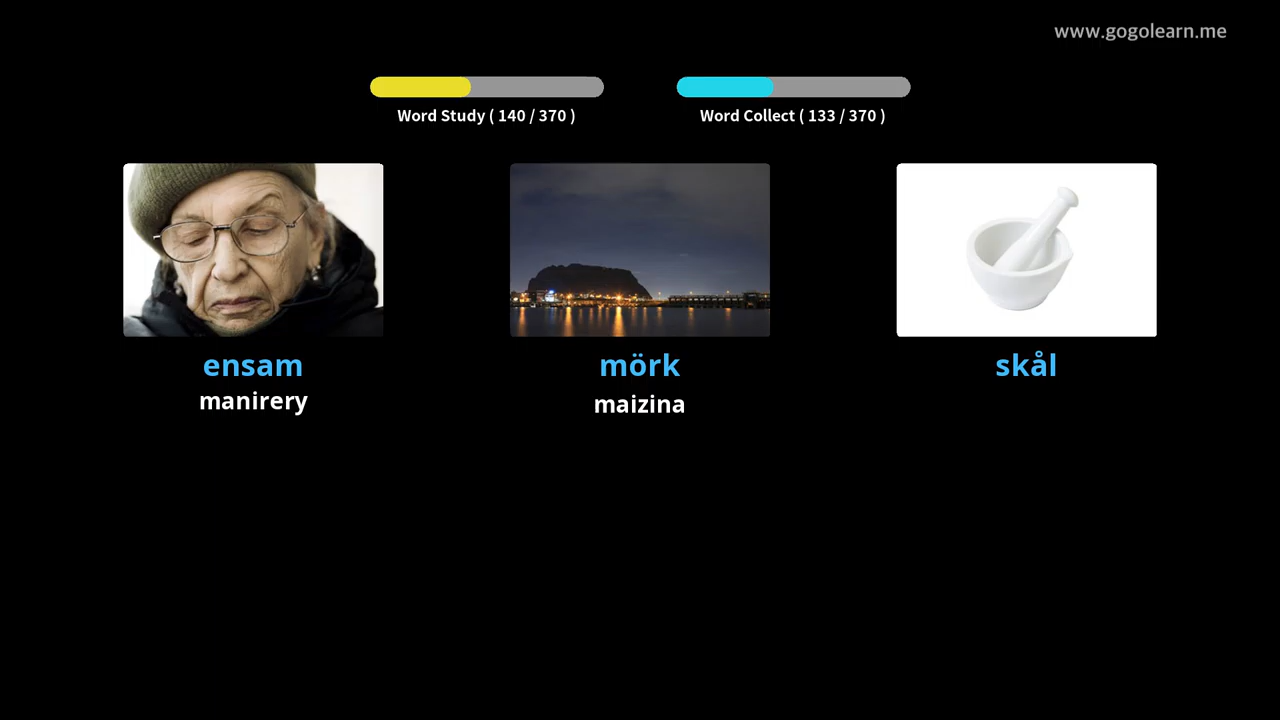 www.gogolearn.me
Word Study ( 140 / 370 )
Word Collect ( 133 / 370 )
ensam
mörk
skål
manirery
maizina